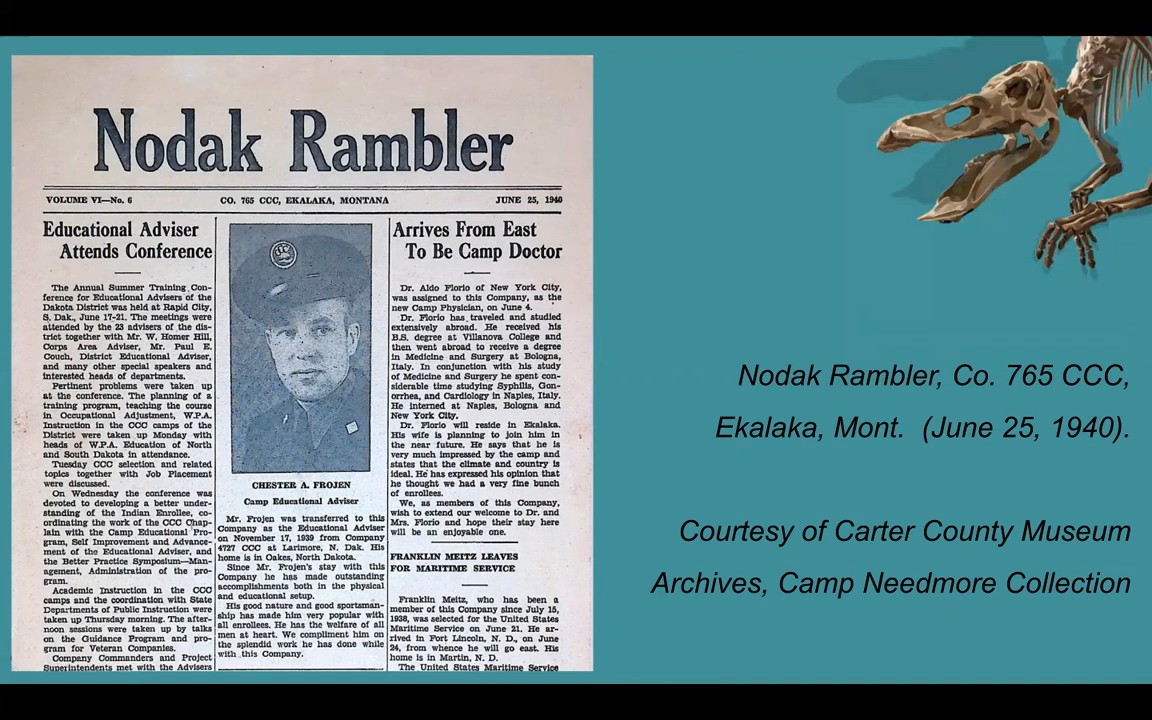 Nodak Rambler
VOLUME VI—No. 6
CO. 765 CCC, EKALAKA, MONTANA
JUNE 25, 1940
Educational Adviser
Attends Conference
The Annual Summer Training Con-
ference for Educational Advisers of the
Dakota District was held at Rapid City,
S. Dak., June 17-21. The meetings were
attended by the 23 advisers of the dis-
trict together with Mr. W. Homer Hill,
Corps Area Adviser, Mr. Paul E.
Couch, District Educational Adviser,
and many other special speakers and
interested heads of departments.
Pertinent problems were taken up
at the conference. The planning of a
training program, teaching the course
in Occupational Adjustment, W.P.A.
Instruction in the CCC camps of the
District were taken up Monday with
heads of W.P.A. Education of North
and South Dakota in attendance.
Tuesday CCC selection and related
topics together with Job Placement
were discussed.
On Wednesday the conference was
devoted to developing a better under-
standing of the Indian Enrollee, co-
ordinating the work of the CCC Chap-
lain with the Camp Educational Pro-
gram, Self Improvement and Advance-
ment of the Educational Adviser, and
the Better Practice Symposium—Man-
agement, Administration of the pro-
gram.
Academic Instruction in the CCC
camps and the coordination with State
Departments of Public Instruction were
taken up Thursday morning. The after-
noon sessions were taken up by talks
on the Guidance Program and pro-
gram for Veteran Companies.
Company Commanders and Project
Superintendents met with the Advisers
CHESTER A. FROJEN
Camp Educational Adviser
Mr. Frojen was transferred to this
Company as the Educational Adviser
on November 17, 1939 from Company
4727 CCC at Larimore, N. Dak. His
home is in Oakes, North Dakota.
Since Mr. Frojen's stay with this
Company he has made outstanding
accomplishments both in the physical
and educational setup.
His good nature and good sportsman-
ship has made him very popular with
all enrollees. He has the welfare of all
men at heart. We compliment him on
the splendid work he has done while
with this Company.
Arrives From East
To Be Camp Doctor
Dr. Aldo Florio of New York City,
was assigned to this Company, as the
new Camp Physician, on June 4.
Dr. Florio has traveled and studied
extensively abroad. He received his
B.S. degree at Villanova College and
then went abroad to receive a degree
in Medicine and Surgery at Bologna,
Italy. In conjunction with his study
of Medicine and Surgery he spent con-
siderable time studying Syphilis, Gon-
orrhea, and Cardiology in Naples, Italy.
He interned at Naples, Bologna and
New York City.
Dr. Florio will reside in Ekalaka.
His wife is planning to join him in
the near future. He says that he is
very much impressed by the camp and
states that the climate and country is
ideal. He has expressed his opinion that
he thought we had a very fine bunch
of enrollees.
We, as members of this Company,
wish to extend our welcome to Dr. and
Mrs. Florio and hope their stay here
will be an enjoyable one.
FRANKLIN MEITZ LEAVES
FOR MARITIME SERVICE
Franklin Meitz, who has been a
member of this Company since July 15,
1938, was selected for the United States
Maritime Service on June 21. He ar-
rived in Fort Lincoln, N. D., on June
24, from whence he will go east. His
home is in Martin, N. D.
The United States Maritime Service
Nodak Rambler, Co. 765 CCC,
Ekalaka, Mont. (June 25, 1940).
Courtesy of Carter County Museum
Archives, Camp Needmore Collection